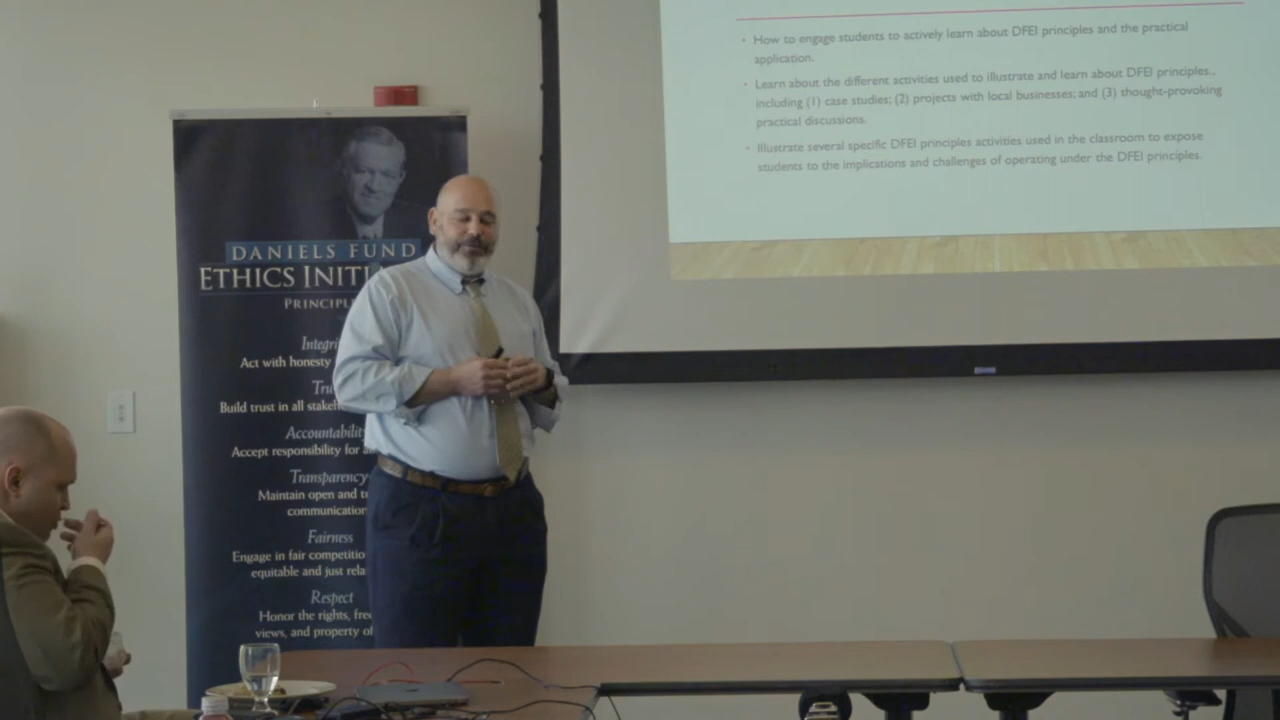 DANIELS FUND
ETHICS INITI
PRINCIPL
Integri
Act with honesty
Tru
Build trust in all stakeh
Accountability
Accept responsibility for a
Transparency
Maintain open and t
communication
Fairness
Engage in fair competitio
equitable and just rela
Respect
Honor the rights, free
views, and property of
• How to engage students to actively learn about DFEI principles and the practical
application.
• Learn about the different activities used to illustrate and learn about DFEI principles.,
including (1) case studies; (2) projects with local businesses; and (3) thought-provoking
practical discussions.
• Illustrate several specific DFEI principles activities used in the classroom to expose
students to the implications and challenges of operating under the DFEI principles.